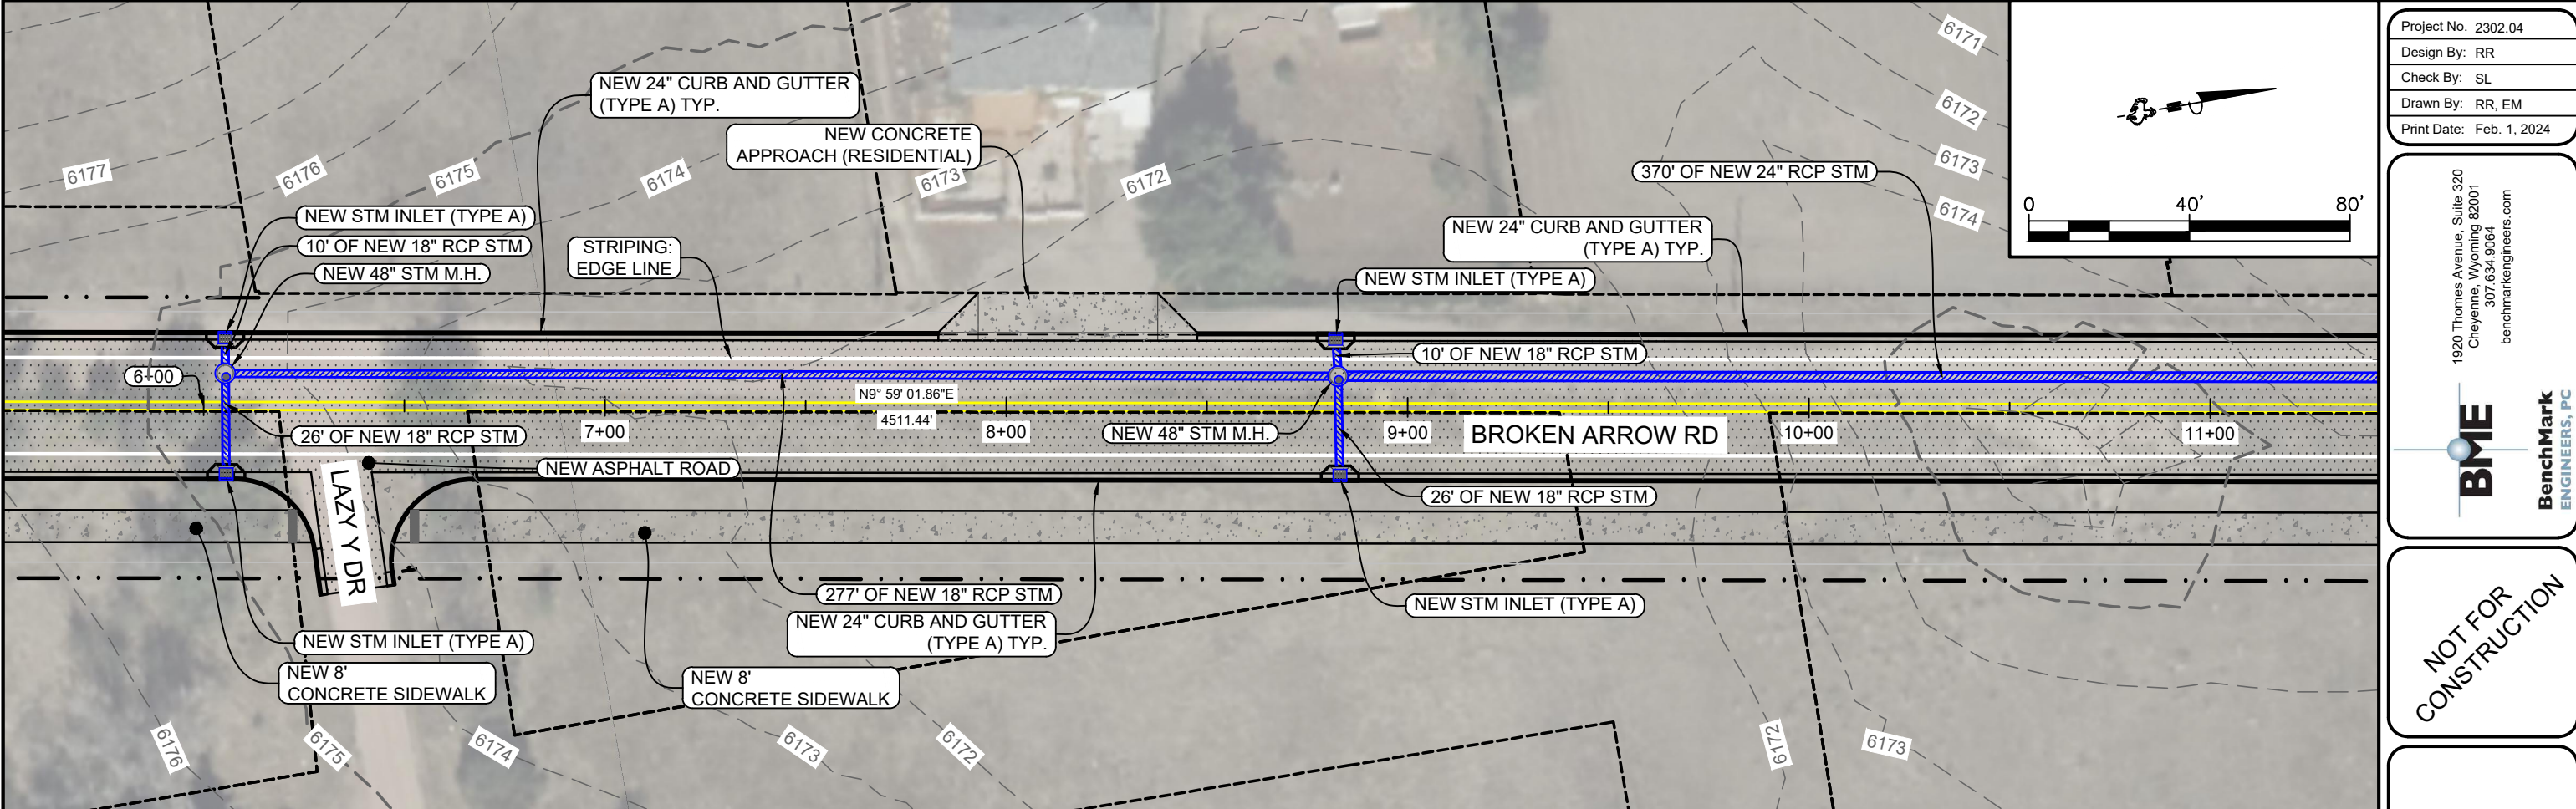 6177
6176
6175
6174
6173
6172
6171
6172
6173
6174
NEW 24" CURB AND GUTTER
(TYPE A) TYP.
NEW CONCRETE
APPROACH (RESIDENTIAL)
370' OF NEW 24" RCP STM
NEW STM INLET (TYPE A)
10' OF NEW 18" RCP STM
NEW 48" STM M.H.
STRIPING:
EDGE LINE
NEW 24" CURB AND GUTTER
(TYPE A) TYP.
NEW STM INLET (TYPE A)
N
0 40' 80'
10' OF NEW 18" RCP STM
6+00
N9° 59' 01.86"E
4511.44'
26' OF NEW 18" RCP STM
7+00
8+00
NEW 48" STM M.H.
9+00
BROKEN ARROW RD
10+00
11+00
NEW ASPHALT ROAD
LAZY Y DR
26' OF NEW 18" RCP STM
277' OF NEW 18" RCP STM
NEW 24" CURB AND GUTTER
(TYPE A) TYP.
NEW STM INLET (TYPE A)
NEW STM INLET (TYPE A)
NEW 8'
CONCRETE SIDEWALK
NEW 8'
CONCRETE SIDEWALK
6176
6175
6174
6173
6172
6172
6173
Project No. 2302.04
Design By: RR
Check By: SL
Drawn By: RR, EM
Print Date: Feb. 1, 2024
1920 Thomes Avenue, Suite 320
Cheyenne, Wyoming 82001
307.634.9064
benchmarkengineers.com
BME
BenchMark
ENGINEERS, PC
NOT FOR
CONSTRUCTION